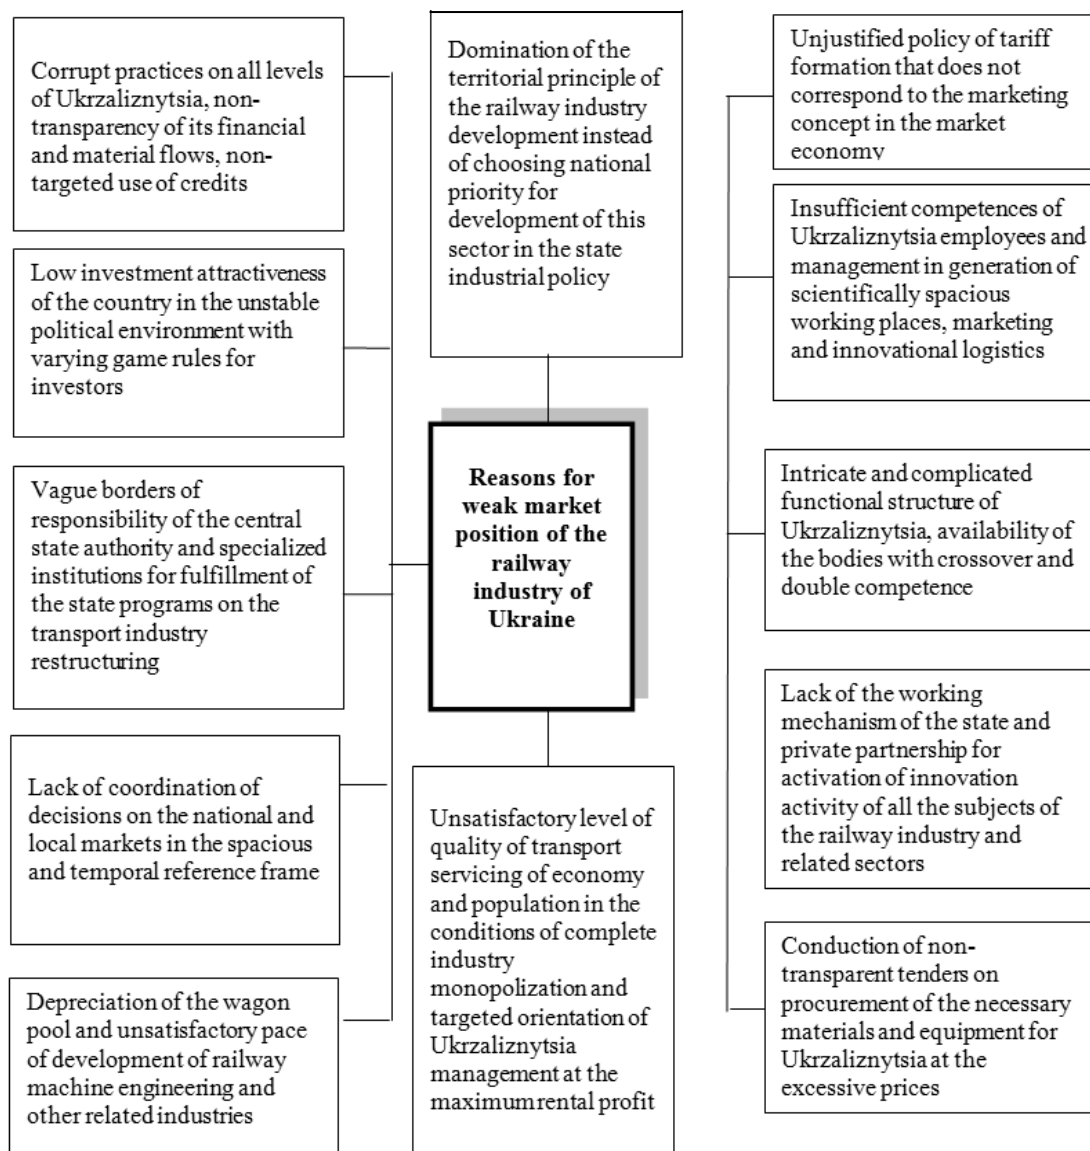 Corrupt practices on all levels
of Ukrzaliznytsia, non-
transparency of its financial
and material flows, non-
targeted use of credits
Low investment attractiveness
of the country in the unstable
political environment with
varying game rules for
investors
Vague borders of
responsibility of the central
state authority and specialized
institutions for fulfillment of
the state programs on the
transport industry
restructuring
Lack of coordination of
decisions on the national and
local markets in the spacious
and temporal reference frame
Depreciation of the wagon
pool and unsatisfactory pace
of development of railway
machine engineering and
other related industries
Domination of the
territorial principle of
the railway industry
development instead
of choosing national
priority for
development of this
sector in the state
industrial policy
Reasons for
weak market
position of the
railway
industry of
Ukraine
Unsatisfactory level of
quality of transport
servicing of economy
and population in the
conditions of complete
industry
monopolization and
targeted orientation of
Ukrzaliznytsia
management at the
maximum rental profit
Unjustified policy of tariff
formation that does not
correspond to the marketing
concept in the market
economy
Insufficient competences of
Ukrzaliznytsia employees and
management in generation of
scientifically spacious
working places, marketing
and innovational logistics
Intricate and complicated
functional structure of
Ukrzaliznytsia, availability of
the bodies with crossover and
double competence
Lack of the working
mechanism of the state and
private partnership for
activation of innovation
activity of all the subjects of
the railway industry and
related sectors
Conduction of non-
transparent tenders on
procurement of the necessary
materials and equipment for
Ukrzaliznytsia at the
excessive prices